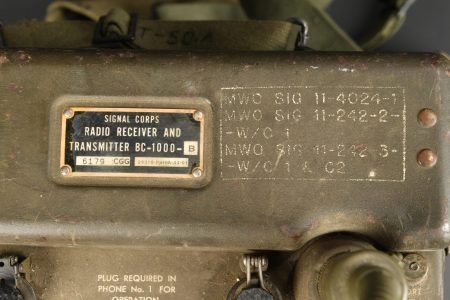 SIGNAL CORPS
RADIO RECEIVER AND
TRANSMITTER BC-1000- B
6179 CGG
MWO SIG 11-4024-1
MWO SIG 11-242-2-
-W/C 1
MWO SIG 11-242-3-
-W/C 1 & C2
PLUG REQUIRED IN
PHONE No. 1 FOR
OPERATION